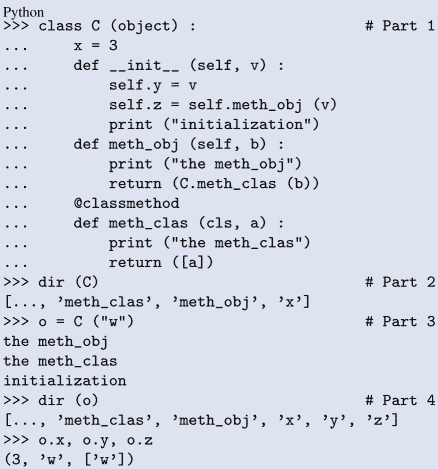 Python
>>> class C (object) :                    # Part 1
...     x = 3
...     def __init__ (self, v) :
...         self.y = v
...         self.z = self.meth_obj (v)
...         print ("initialization")
...     def meth_obj (self, b) :
...         print ("the meth_obj")
...         return (C.meth_clas (b))
...     @classmethod
...     def meth_clas (cls, a) :
...         print ("the meth_clas")
...         return ([a])
>>> dir (C)                               # Part 2
[..., 'meth_clas', 'meth_obj', 'x']
>>> o = C ("w")                           # Part 3
the meth_obj
the meth_clas
initialization
>>> dir (o)                               # Part 4
[..., 'meth_clas', 'meth_obj', 'x', 'y', 'z']
>>> o.x, o.y, o.z
(3, 'w', ['w'])